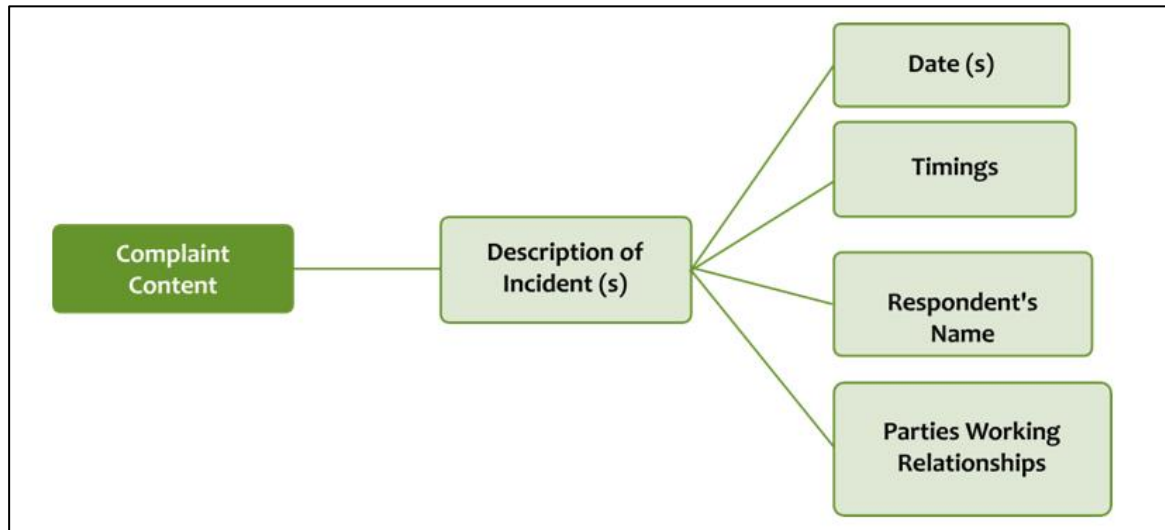 Complaint
Content
Description of
Incident (s)
Date (s)
Timings
Respondent's
Name
Parties Working
Relationships